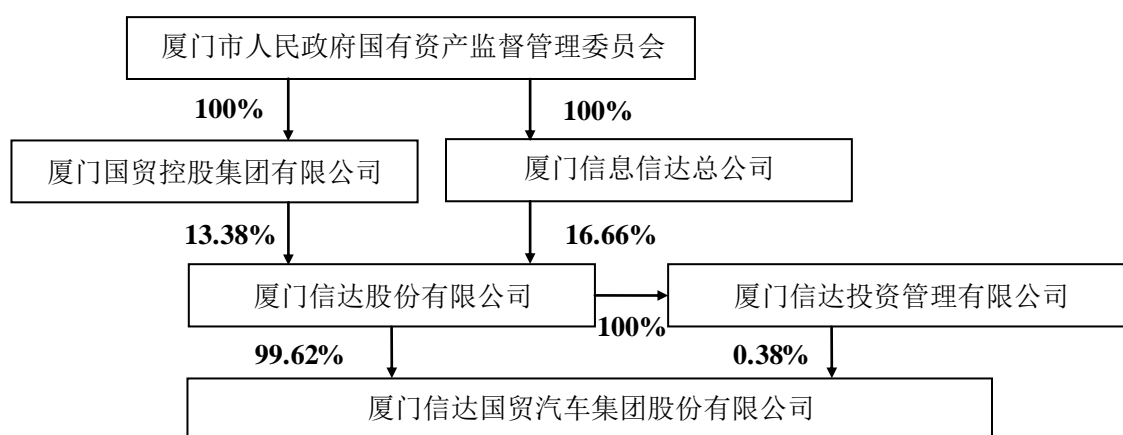 厦门市人民政府国有资产监督管理委员会
100%
100%
厦门国贸控股集团有限公司
厦门信息信达总公司
13.38%
16.66%
厦门信达股份有限公司
厦门信达投资管理有限公司
100%
99.62%
0.38%
厦门信达国贸汽车集团股份有限公司